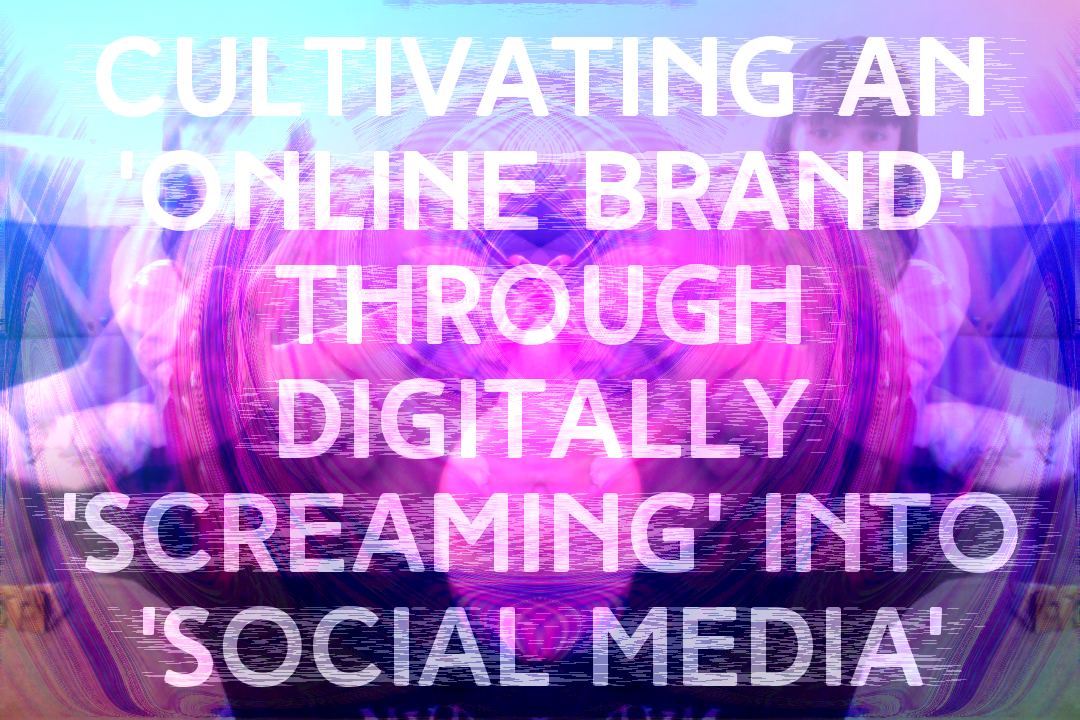 CULTIVATING AN
'ONLINE BRAND'
THROUGH
DIGITALLY
'SCREAMING' INTO
'SOCIAL MEDIA'